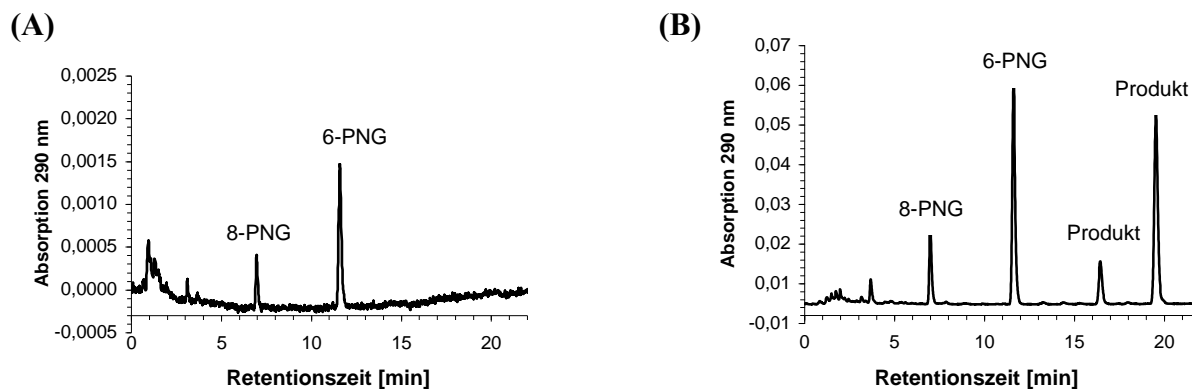 (A)
0,0025
0,0020
0,0015
0,0010
0,0005
0,0000
-0,0005
Absorption 290 nm
6-PNG
8-PNG
0 5 10 15 20
Retentionszeit [min]
(B)
0,07
0,06
0,05
0,04
0,03
0,02
0,01
-0,01
Absorption 290 nm
6-PNG
Produkt
8-PNG
Produkt
0 5 10 15 20
Retentionszeit [min]